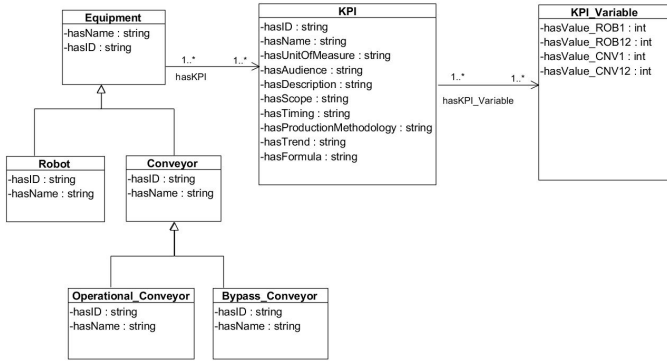 Equipment
-hasName : string
-hasID : string
1..*
1..*
hasKPI
KPI
-hasID : string
-hasName : string
-hasUnitOfMeasure : string
-hasAudience : string
-hasDescription : string
-hasScope : string
-hasTiming : string
-hasProductionMethodology : string
-hasTrend : string
-hasFormula : string
1..*
1..*
hasKPI_Variable
KPI_Variable
-hasValue_ROB1 : int
-hasValue_ROB12 : int
-hasValue_CNV1 : int
-hasValue_CNV12 : int
Robot
-hasID : string
-hasName : string
Conveyor
-hasID : string
-hasName : string
Operational_Conveyor
-hasID : string
-hasName : string
Bypass_Conveyor
-hasID : string
-hasName : string